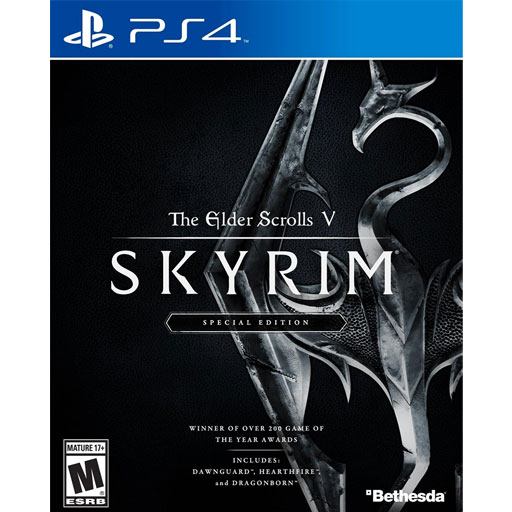 PS4™
The Elder Scrolls V
SKYRIM®
SPECIAL EDITION
WINNER OF OVER 200 GAME OF
THE YEAR AWARDS
INCLUDES:
DAWNGUARD™, HEARTHFIRE™,
and DRAGONBORN™
MATURE 17+
M
ESRB
Bethesda®